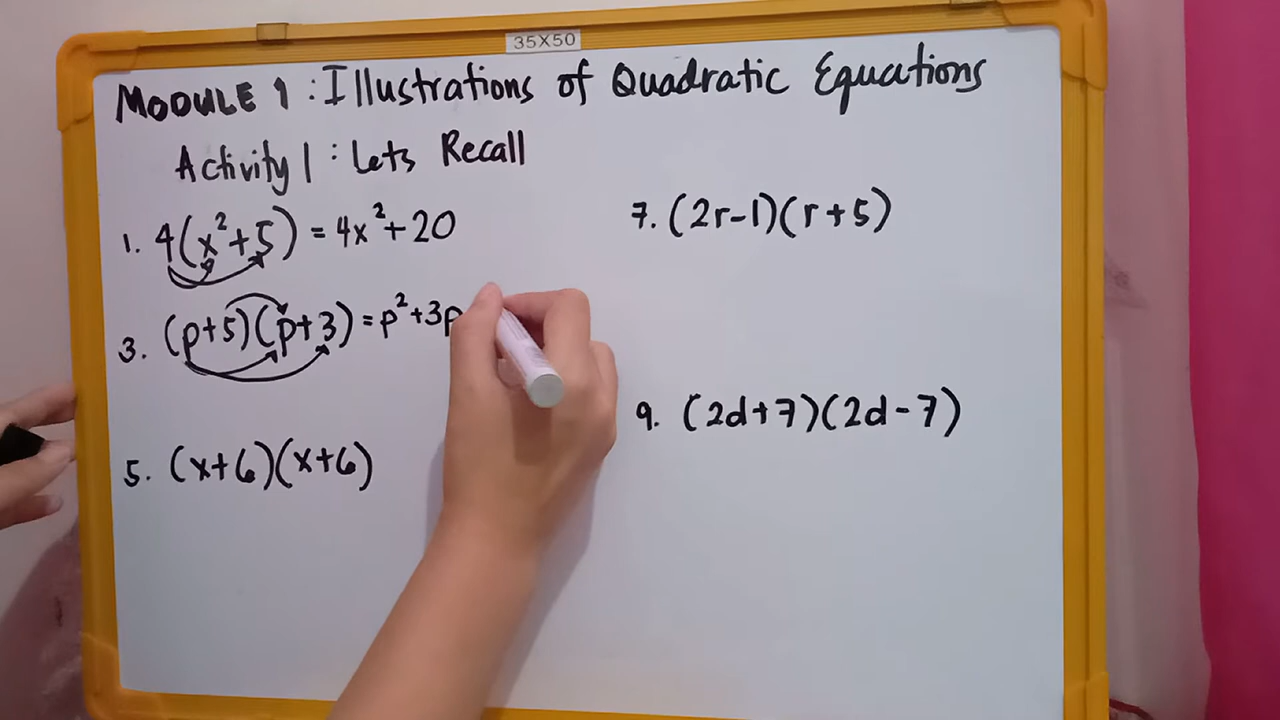 35X50
MODULE 1 : Illustrations of Quadratic Equations
Activity 1 : Lets Recall
1. 4(x²+5) = 4x²+20
3. (p+5)(p+3) = p²+3p
5. (x+6)(x+6)
7. (2r-1)(r+5)
9. (2d+7)(2d-7)